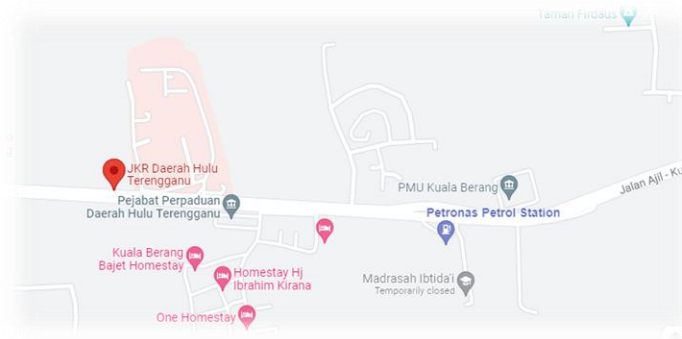 Taman Firdaus
JKR Daerah Hulu
Terengganu
PMU Kuala Berang
Jalan Ajil - Ku
Pejabat Perpaduan
Daerah Hulu Terengganu
Petronas Petrol Station
Kuala Berang
Bajet Homestay
Homestay Hj
Ibrahim Kirana
Madrasah Ibtida'i
Temporarily closed
One Homestay